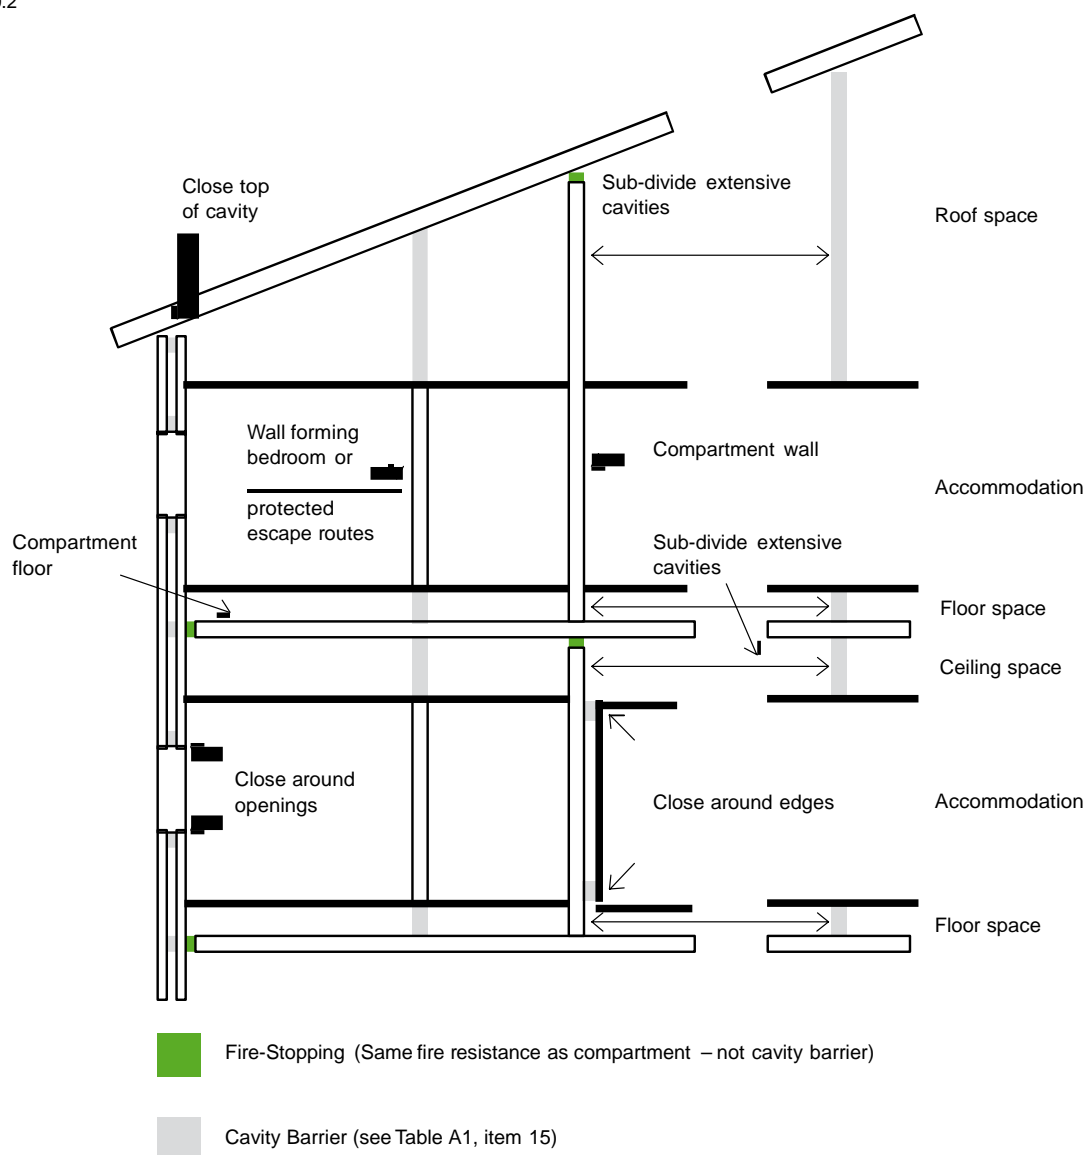 Close top
of cavity
Sub-divide extensive
cavities
Roof space
Wall forming
bedroom or
protected
escape routes
Compartment wall
Accommodation
Compartment
floor
Sub-divide extensive
cavities
Floor space
Ceiling space
Close around
openings
Close around edges
Accommodation
Floor space
Fire-Stopping (Same fire resistance as compartment – not cavity barrier)
Cavity Barrier (see Table A1, item 15)